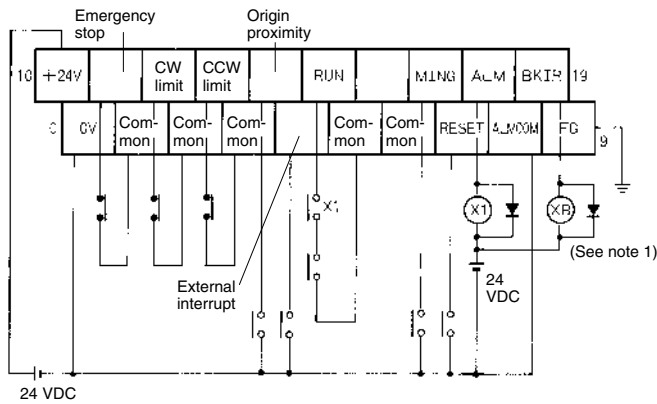 Emergency
stop
Origin
proximity
10
+24V
CW
limit
CCW
limit
RUN
MING
ALM
BKIR
19
0
0V
Com-
mon
Com-
mon
Com-
mon
Com-
mon
Com-
mon
RESET
ALMCOM
FG
9
X1
X1
XB
(See note 1)
External
interrupt
24
VDC
24 VDC